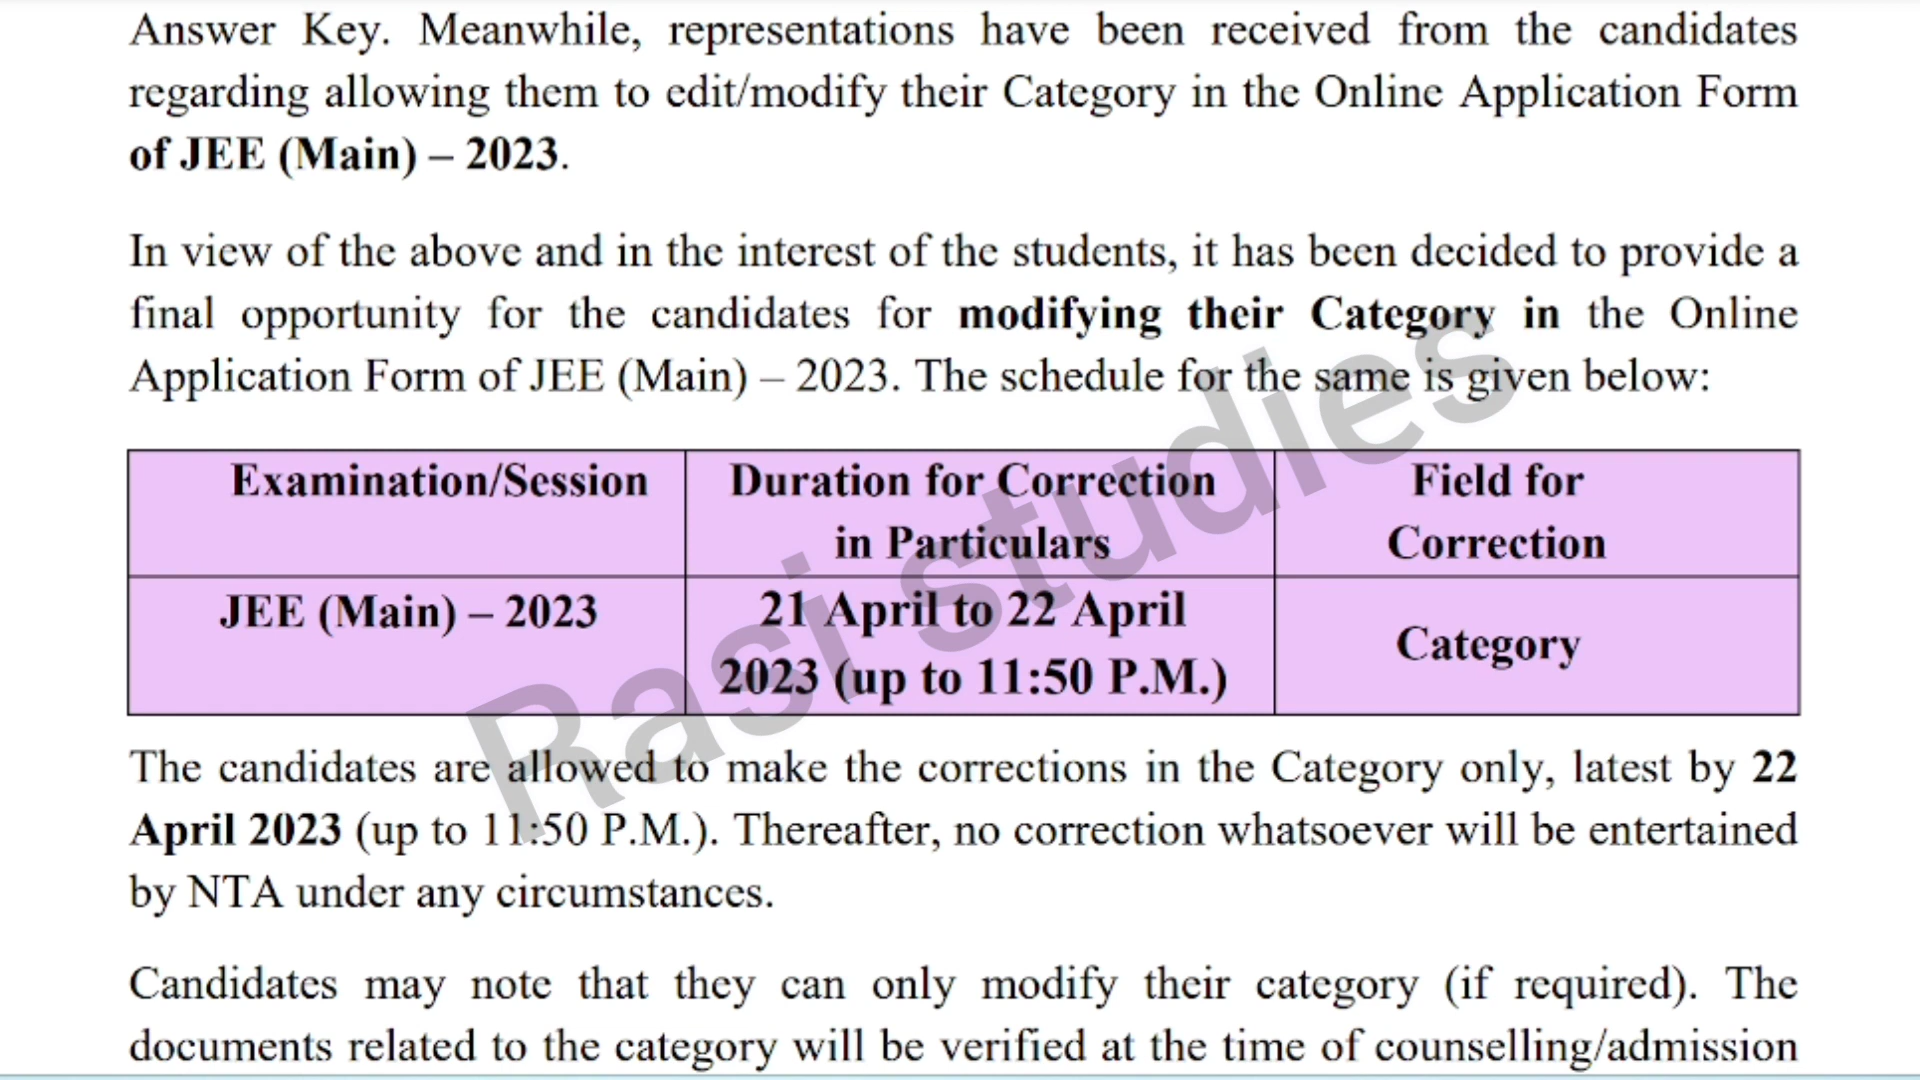 Answer Key. Meanwhile, representations have been received from the candidates
regarding allowing them to edit/modify their Category in the Online Application Form
of JEE (Main) – 2023.
In view of the above and in the interest of the students, it has been decided to provide a
final opportunity for the candidates for modifying their Category in the Online
Application Form of JEE (Main) – 2023. The schedule for the same is given below:
Examination/Session
Duration for Correction
in Particulars
Field for
Correction
JEE (Main) – 2023
21 April to 22 April
2023 (up to 11:50 P.M.)
Category
The candidates are allowed to make the corrections in the Category only, latest by 22
April 2023 (up to 11:50 P.M.). Thereafter, no correction whatsoever will be entertained
by NTA under any circumstances.
Candidates may note that they can only modify their category (if required). The
documents related to the category will be verified at the time of counselling/admission
Rasi studies